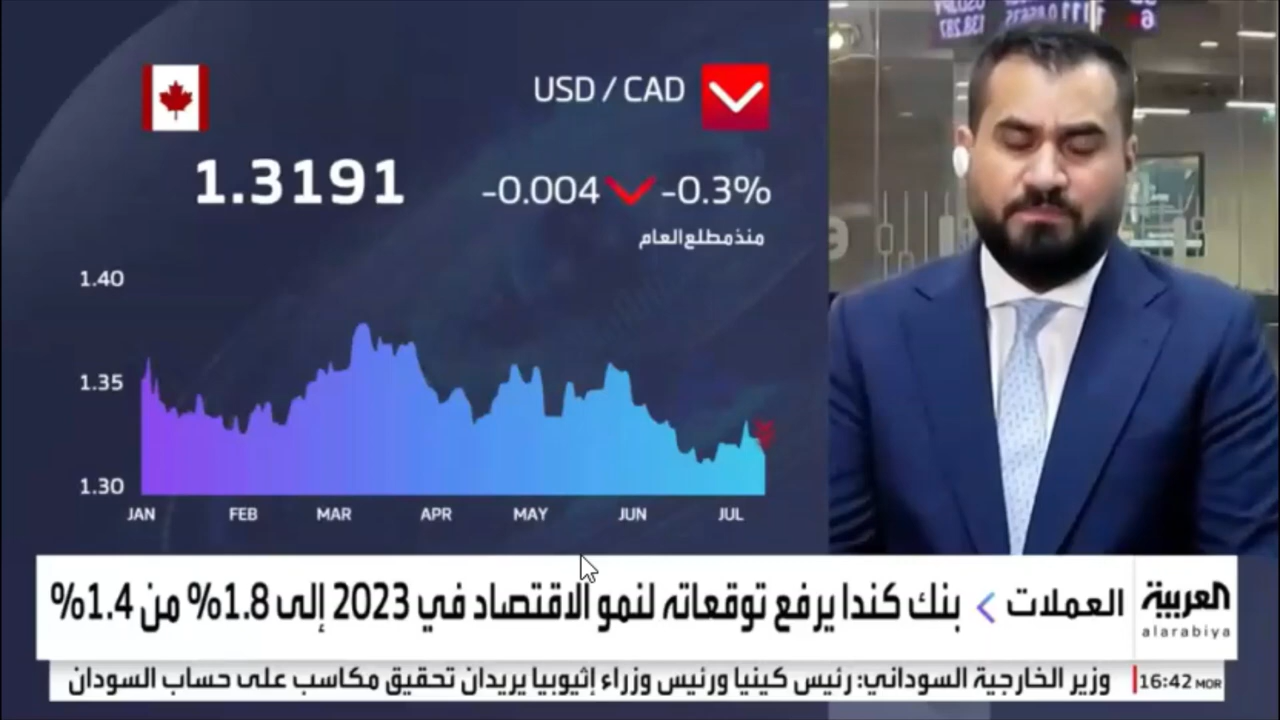 USD / CAD
1.3191
-0.004 -0.3%
منذ مطلع العام
1.40
1.35
1.30
JAN FEB MAR APR MAY JUN JUL
العربية
alarabiya
العملات
بنك كندا يرفع توقعاته لنمو الاقتصاد في 2023 إلى 1.8% من 1.4%
16:42 MOR
وزير الخارجية السوداني: رئيس كينيا ورئيس وزراء إثيوبيا يريدان تحقيق مكاسب على حساب السودان